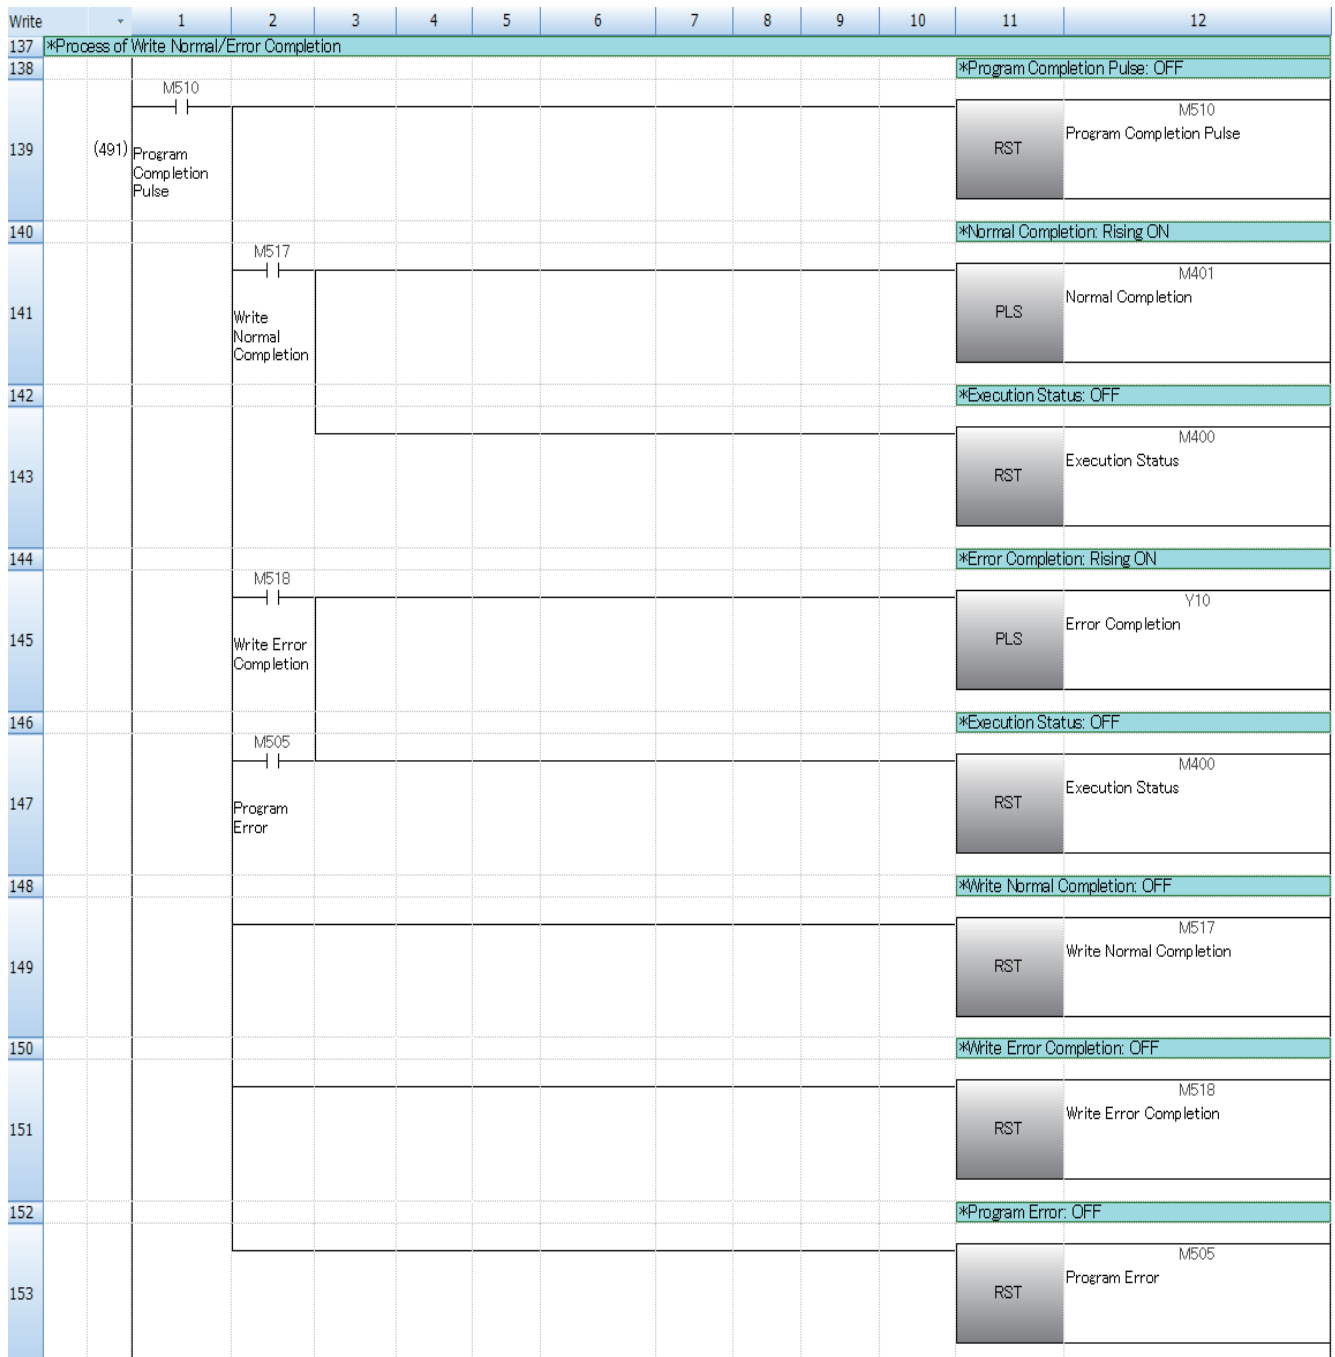 Write 1 2 3 4 5 6 7 8 9 10 11 12
137 *Process of Write Normal/Error Completion
138 *Program Completion Pulse: OFF
M510
M510
Program Completion Pulse
139 (491) Program
Completion
Pulse
RST
140 *Normal Completion: Rising ON
M517
M401
Normal Completion
141 Write
Normal
Completion
PLS
142 *Execution Status: OFF
M400
Execution Status
143 RST
144 *Error Completion: Rising ON
M518
Y10
Error Completion
145 Write Error
Completion
PLS
146 *Execution Status: OFF
M505
M400
Execution Status
147 Program
Error
RST
148 *Write Normal Completion: OFF
M517
Write Normal Completion
149 RST
150 *Write Error Completion: OFF
M518
Write Error Completion
151 RST
152 *Program Error: OFF
M505
Program Error
153 RST